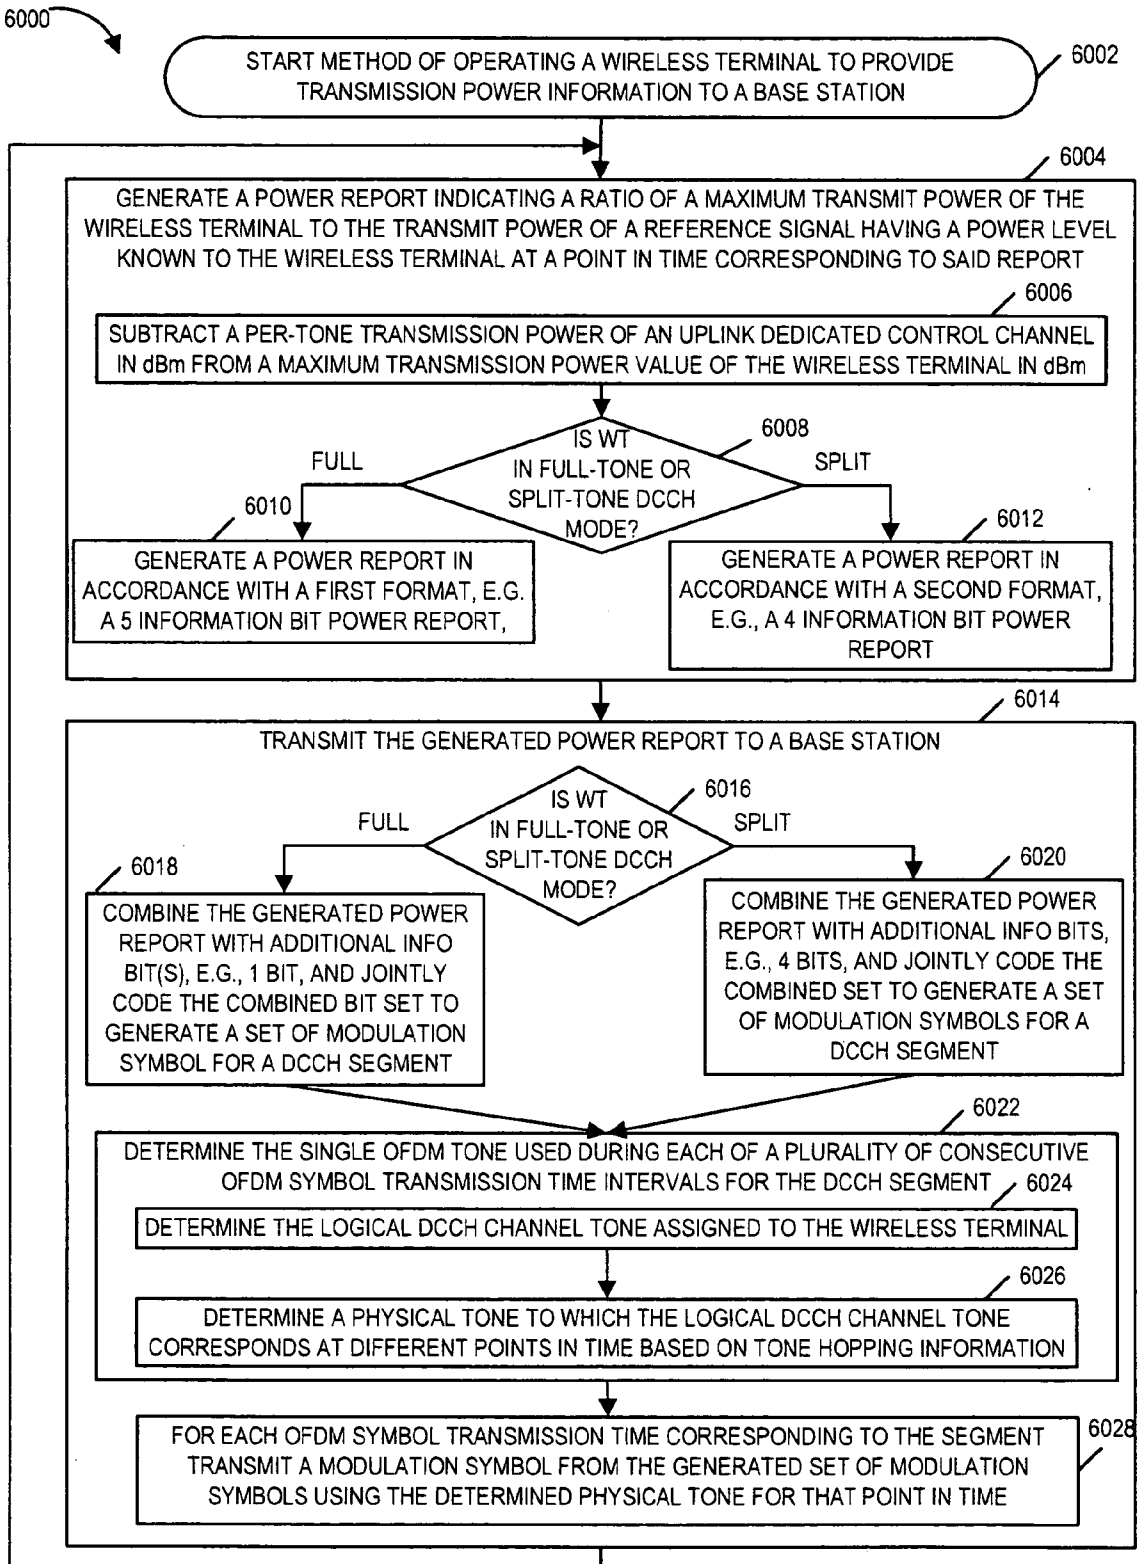 6000
START METHOD OF OPERATING A WIRELESS TERMINAL TO PROVIDE
TRANSMISSION POWER INFORMATION TO A BASE STATION
6002
6004
GENERATE A POWER REPORT INDICATING A RATIO OF A MAXIMUM TRANSMIT POWER OF THE
WIRELESS TERMINAL TO THE TRANSMIT POWER OF A REFERENCE SIGNAL HAVING A POWER LEVEL
KNOWN TO THE WIRELESS TERMINAL AT A POINT IN TIME CORRESPONDING TO SAID REPORT
6006
SUBTRACT A PER-TONE TRANSMISSION POWER OF AN UPLINK DEDICATED CONTROL CHANNEL
IN dBm FROM A MAXIMUM TRANSMISSION POWER VALUE OF THE WIRELESS TERMINAL IN dBm
6008
IS WT
IN FULL-TONE OR
SPLIT-TONE DCCH
MODE?
FULL
SPLIT
6010
GENERATE A POWER REPORT IN
ACCORDANCE WITH A FIRST FORMAT, E.G.
A 5 INFORMATION BIT POWER REPORT,
6012
GENERATE A POWER REPORT IN
ACCORDANCE WITH A SECOND FORMAT,
E.G., A 4 INFORMATION BIT POWER
REPORT
6014
TRANSMIT THE GENERATED POWER REPORT TO A BASE STATION
6016
IS WT
IN FULL-TONE OR
SPLIT-TONE DCCH
MODE?
FULL
SPLIT
6018
COMBINE THE GENERATED POWER
REPORT WITH ADDITIONAL INFO
BIT(S), E.G., 1 BIT, AND JOINTLY
CODE THE COMBINED BIT SET TO
GENERATE A SET OF MODULATION
SYMBOL FOR A DCCH SEGMENT
6020
COMBINE THE GENERATED POWER
REPORT WITH ADDITIONAL INFO BITS,
E.G., 4 BITS, AND JOINTLY CODE THE
COMBINED SET TO GENERATE A SET
OF MODULATION SYMBOLS FOR A
DCCH SEGMENT
6022
DETERMINE THE SINGLE OFDM TONE USED DURING EACH OF A PLURALITY OF CONSECUTIVE
OFDM SYMBOL TRANSMISSION TIME INTERVALS FOR THE DCCH SEGMENT
6024
DETERMINE THE LOGICAL DCCH CHANNEL TONE ASSIGNED TO THE WIRELESS TERMINAL
6026
DETERMINE A PHYSICAL TONE TO WHICH THE LOGICAL DCCH CHANNEL TONE
CORRESPONDS AT DIFFERENT POINTS IN TIME BASED ON TONE HOPPING INFORMATION
6028
FOR EACH OFDM SYMBOL TRANSMISSION TIME CORRESPONDING TO THE SEGMENT
TRANSMIT A MODULATION SYMBOL FROM THE GENERATED SET OF MODULATION
SYMBOLS USING THE DETERMINED PHYSICAL TONE FOR THAT POINT IN TIME